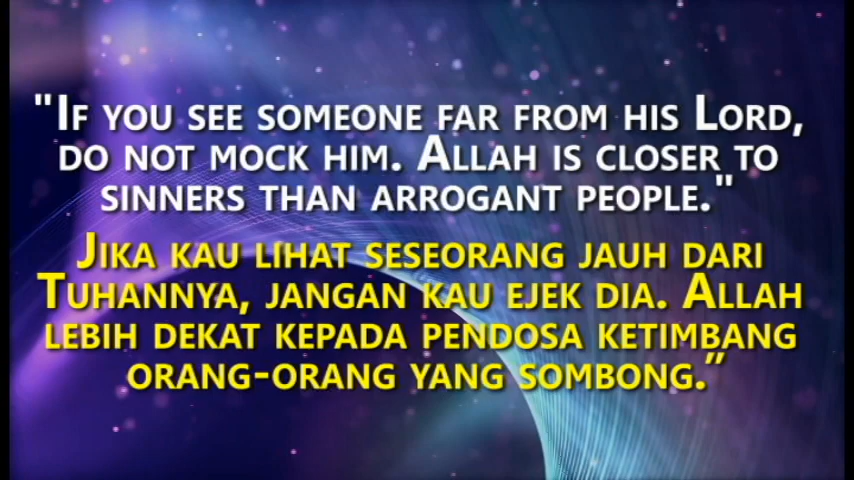 "If you see someone far from his Lord,
do not mock him. Allah is closer to
sinners than arrogant people."
Jika kau lihat seseorang jauh dari
Tuhannya, jangan kau ejek dia. Allah
lebih dekat kepada pendosa ketimbang
orang-orang yang sombong.”